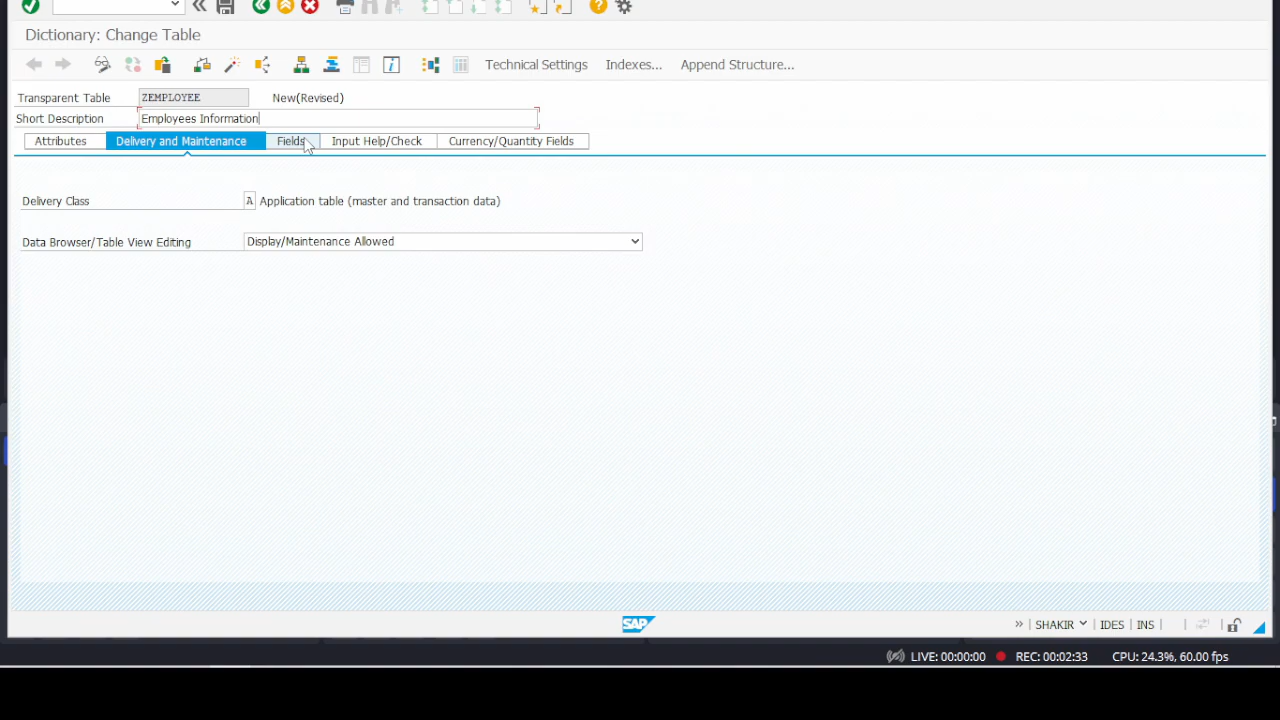 Dictionary: Change Table
Technical Settings Indexes... Append Structure...
Transparent Table ZEMPLOYEE New(Revised)
Short Description Employees Information
Attributes Delivery and Maintenance Fields Input Help/Check Currency/Quantity Fields
Delivery Class A Application table (master and transaction data)
Data Browser/Table View Editing Display/Maintenance Allowed
SAP » | SHAKIR | IDES | INS |
LIVE: 00:00:00 REC: 00:02:33 CPU: 24.3%, 60.00 fps